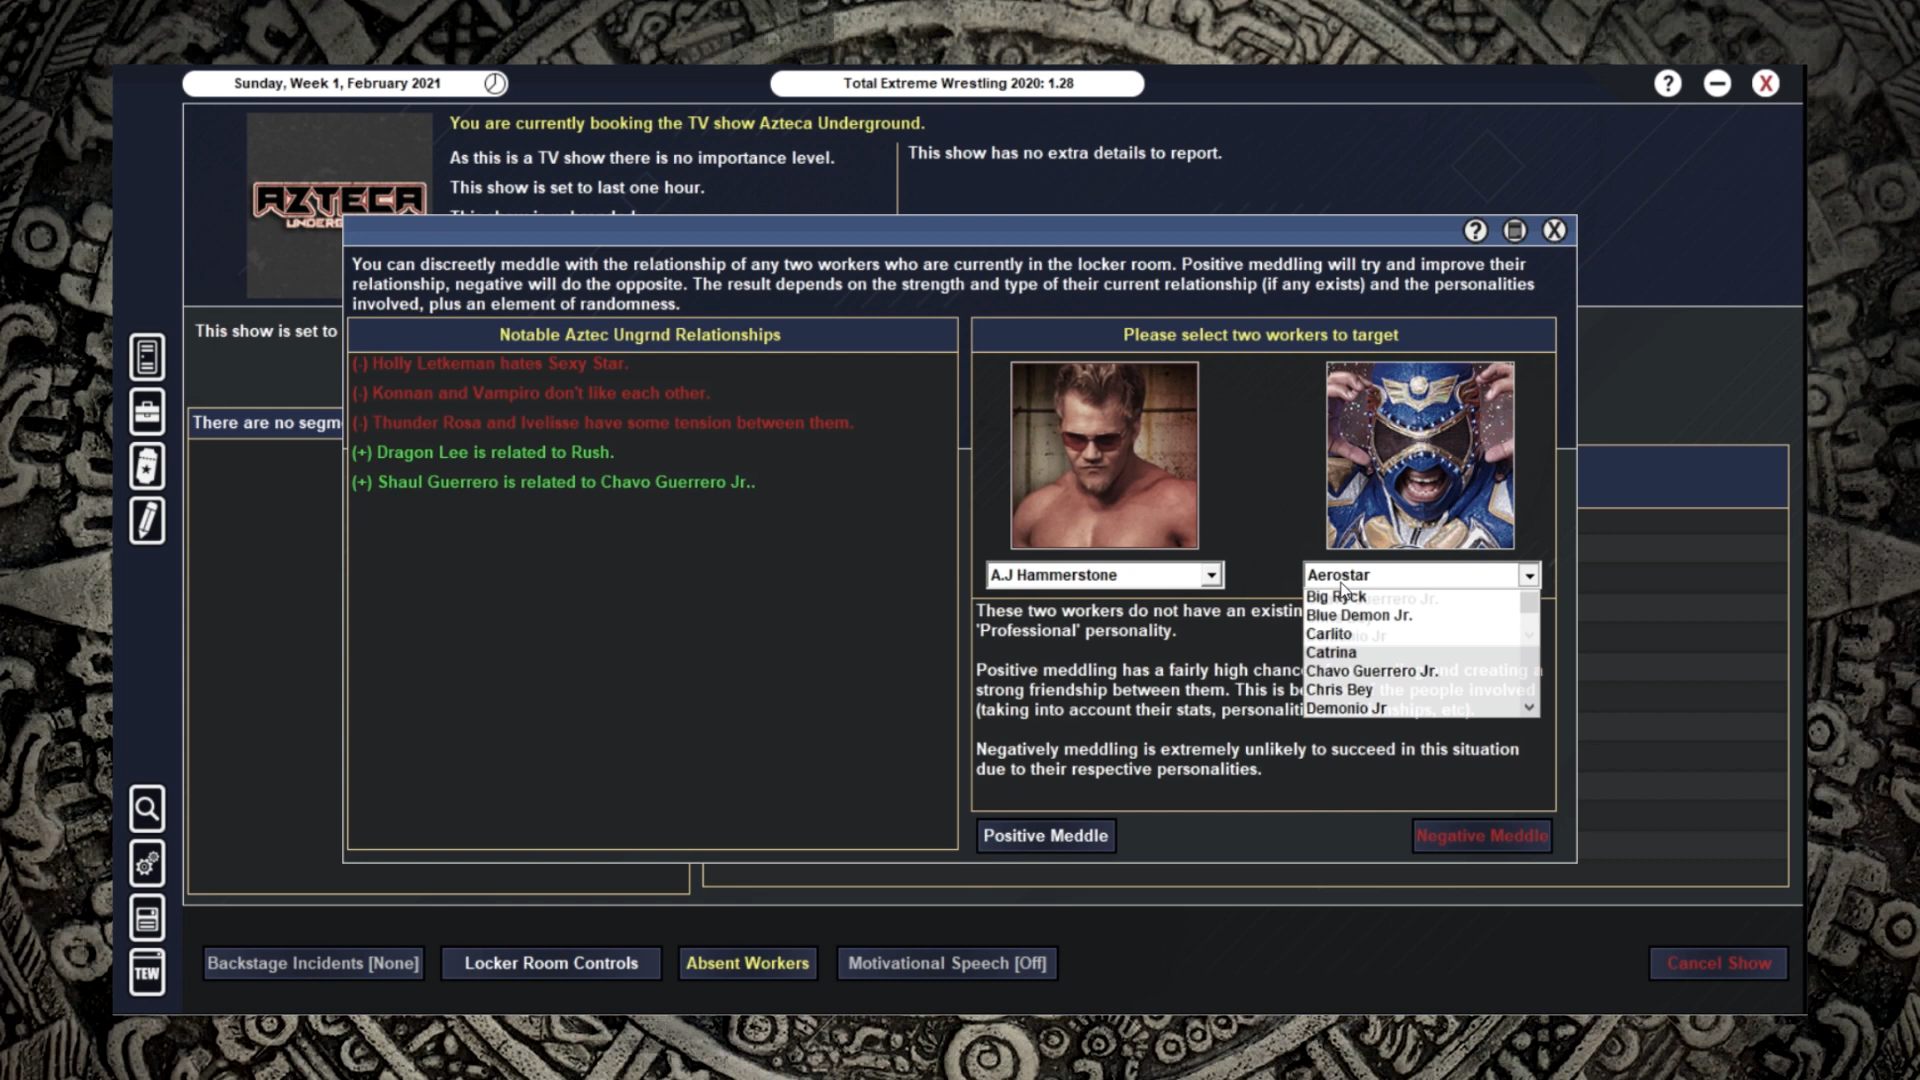 Sunday, Week 1, February 2021
Total Extreme Wrestling 2020: 1.28
?
X
AZTECA
You are currently booking the TV show Azteca Underground.
As this is a TV show there is no importance level.
This show is set to last one hour.
This show has no extra details to report.
?
X
You can discreetly meddle with the relationship of any two workers who are currently in the locker room. Positive meddling will try and improve their
relationship, negative will do the opposite. The result depends on the strength and type of their current relationship (if any exists) and the personalities
involved, plus an element of randomness.
This show is set to
There are no segm
Notable Aztec Ungrnd Relationships
(-) Holly Letkeman hates Sexy Star.
(-) Konnan and Vampiro don't like each other.
(-) Thunder Rosa and Ivelisse have some tension between them.
(+) Dragon Lee is related to Rush.
(+) Shaul Guerrero is related to Chavo Guerrero Jr..
Please select two workers to target
A.J Hammerstone
Aerostar
Big
Blue Demon Jr.
Carlito
Catrina
Chavo Guerrero Jr.
Chris Bey
Demonio Jr
These two workers do not have an existin
'Professional' personality.
Positive meddling has a fairly high chance and creating a
strong friendship between them. This is b the people involved
(taking into account their stats, personaliti nships, etc).
Negatively meddling is extremely unlikely to succeed in this situation
due to their respective personalities.
Positive Meddle
Negative Meddle
TEW
Backstage Incidents [None]
Locker Room Controls
Absent Workers
Motivational Speech [Off]
Cancel Show